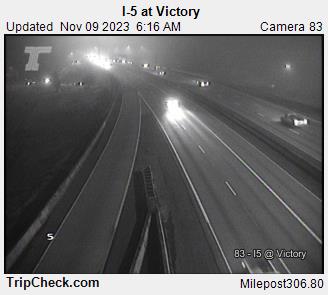 I-5 at Victory
Updated Nov 09 2023 6:16 AM Camera 83
T
S
83 - I5 @ Victory
TripCheck.com Milepost306.80